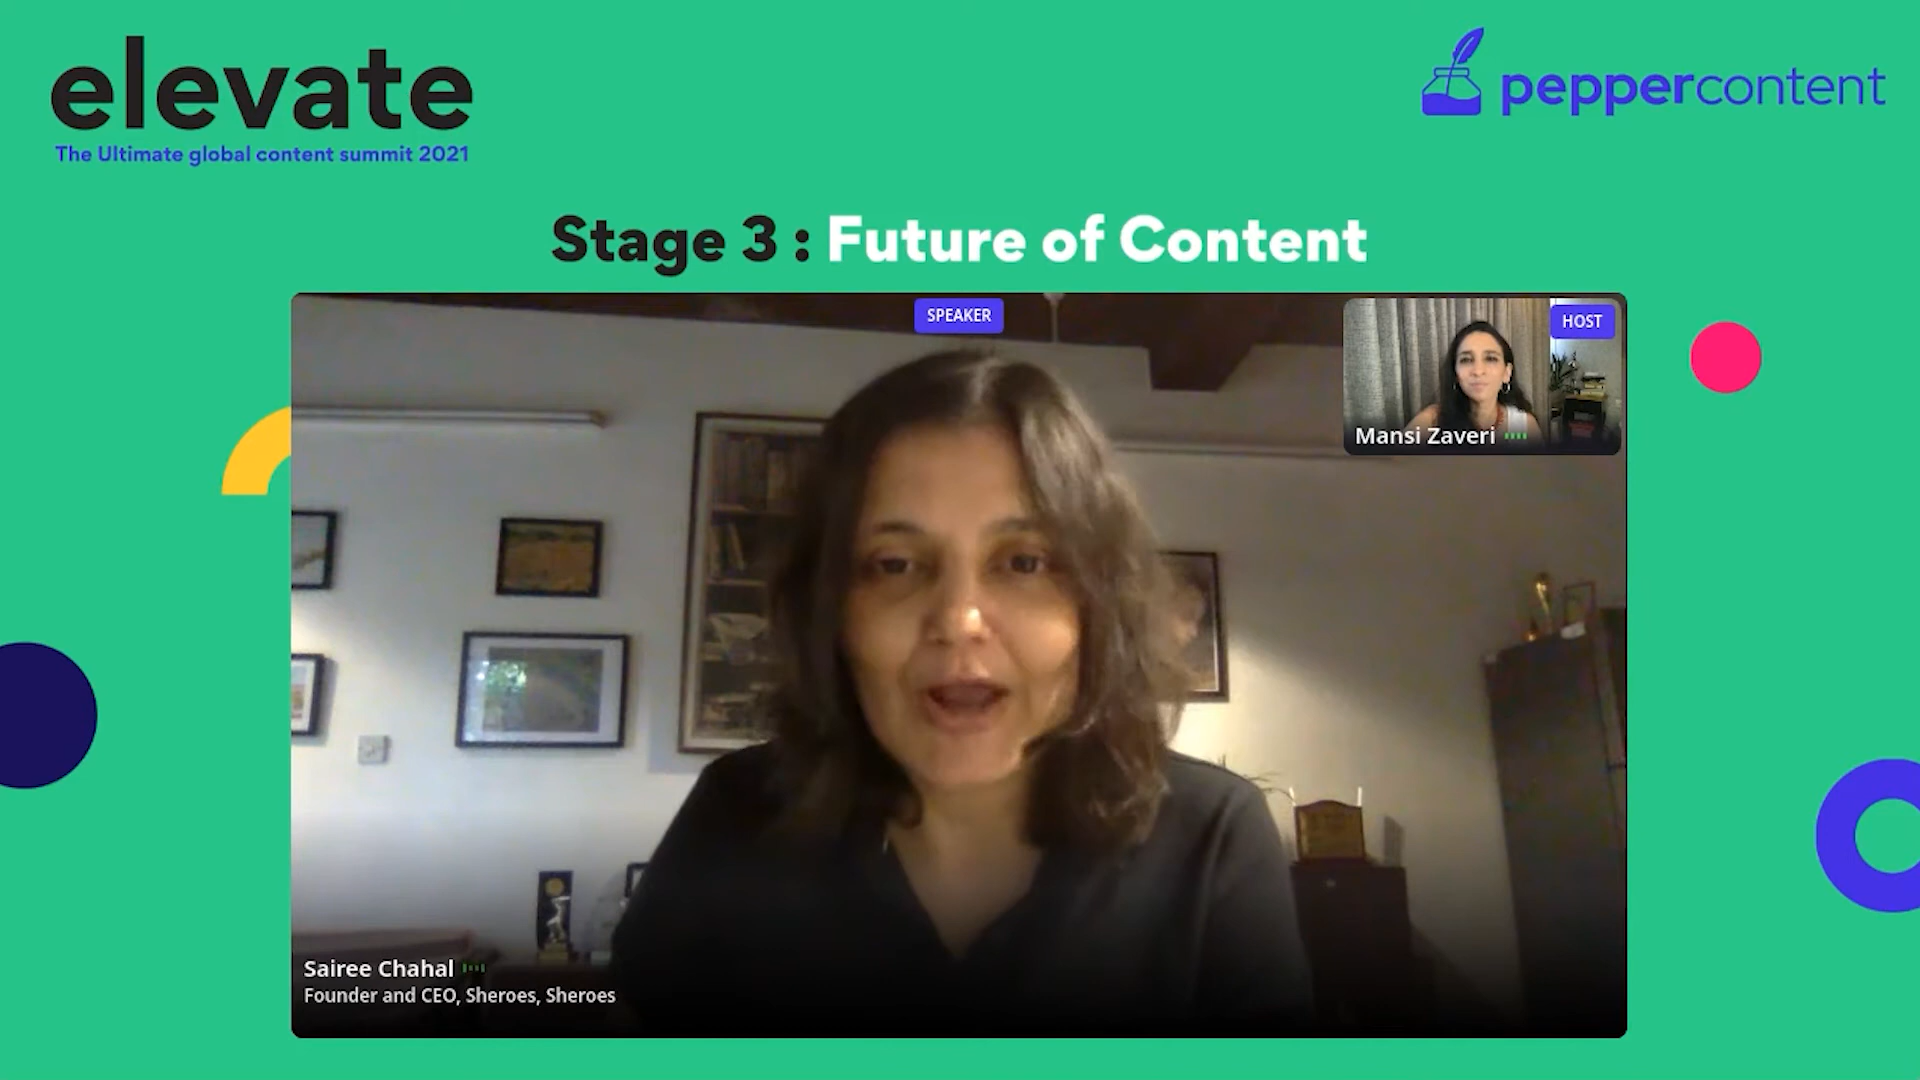 elevate
The Ultimate global content summit 2021
peppercontent
Stage 3 : Future of Content
SPEAKER
HOST
Mansi Zaveri
Sairee Chahal
Founder and CEO, Sheroes, Sheroes